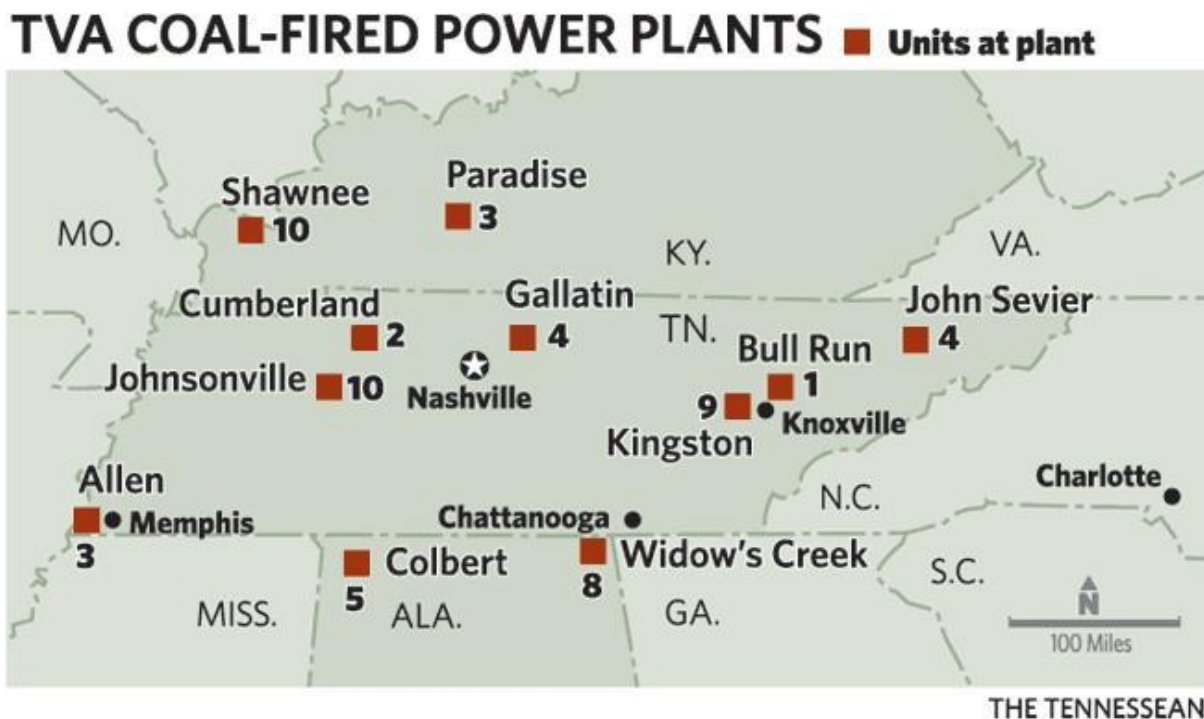 TVA COAL-FIRED POWER PLANTS
Units at plant
Paradise
3
Shawnee
10
MO.
KY.
VA.
Cumberland
2
Gallatin
4
TN.
John Sevier
4
Bull Run
1
Johnsonville
10
Nashville
9
Kingston
Knoxville
Allen
3
Memphis
Chattanooga
N.C.
Charlotte
Colbert
5
Widow's Creek
8
MISS.
ALA.
GA.
S.C.
N
100 Miles
THE TENNESSEAN